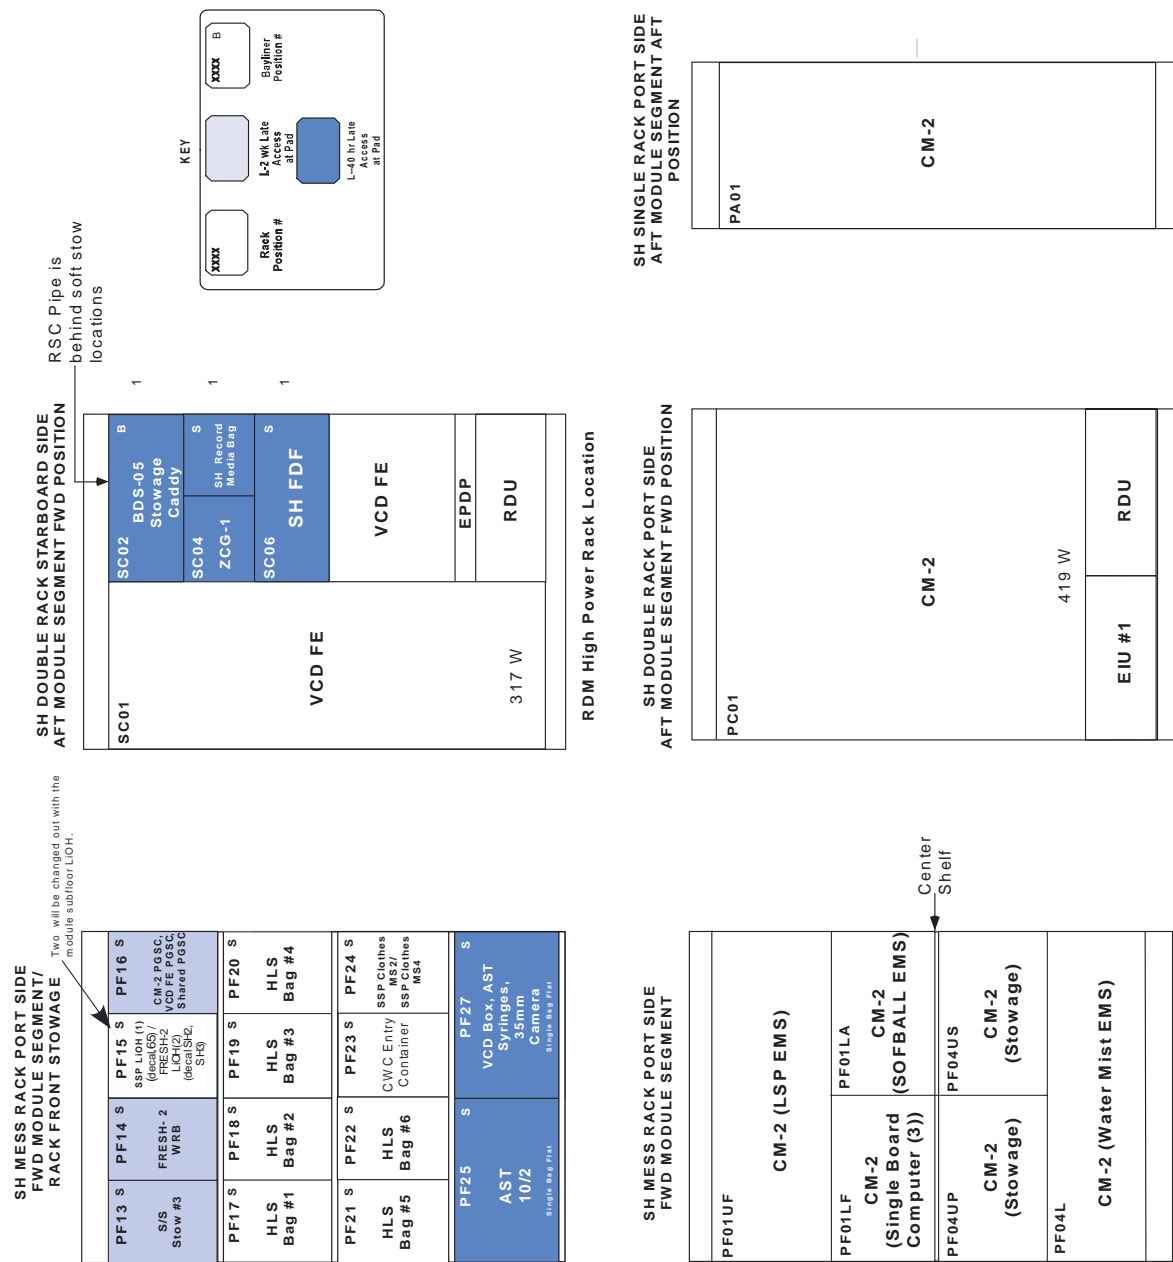 SH MESS RACK PORT SIDE
FWD MODULE SEGMENT/
RACK FRONT STOWAGE
Two will be changed out with the
module subfloor LiOH.
PF13 S
S/S
Stow #3
PF14 S
FRESH-2
WRB
PF15 S
SSP LiOH (1)
(decal 65) /
FRESH-2
LiOH(2)
(decal SH2,
SH3)
PF16 S
CM-2 PGSC,
VCD FE PGSC,
Shared PGSC
PF17 S
HLS
Bag #1
PF18 S
HLS
Bag #2
PF19 S
HLS
Bag #3
PF20 S
HLS
Bag #4
PF21 S
HLS
Bag #5
PF22 S
HLS
Bag #6
PF23 S
CWC Entry
Container
PF24 S
SSP Clothes
MS2/
SSP Clothes
MS4
PF25 S
AST
10/2
Single Bag Flat
PF27 S
VCD Box, AST
Syringes,
35mm
Camera
Single Bag Flat
SH DOUBLE RACK STARBOARD SIDE
AFT MODULE SEGMENT FWD POSITION
RSC Pipe is
behind soft stow
locations
SC01
VCD FE
317 W
SC02 B
BDS-05
Stowage
Caddy
1
SC04 S
ZCG-1
SH Record
Media Bag
1
SC06 S
SH FDF
1
VCD FE
EPDP
RDU
RDM High Power Rack Location
KEY
XXXX
Rack
Position #
L-2 wk Late
Access
at Pad
L--40 hr Late
Access
at Pad
XXXX B
Bayliner
Position #
SH MESS RACK PORT SIDE
FWD MODULE SEGMENT
PF01UF
CM-2 (LSP EMS)
PF01LF
CM-2
(Single Board
Computer (3))
PF01LA
CM-2
(SOFBALL EMS)
Center
Shelf
PF04UP
CM-2
(Stowage)
PF04US
CM-2
(Stowage)
PF04L
CM-2 (Water Mist EMS)
SH DOUBLE RACK PORT SIDE
AFT MODULE SEGMENT FWD POSITION
PC01
CM-2
419 W
EIU #1
RDU
SH SINGLE RACK PORT SIDE
AFT MODULE SEGMENT AFT
POSITION
PA01
CM-2